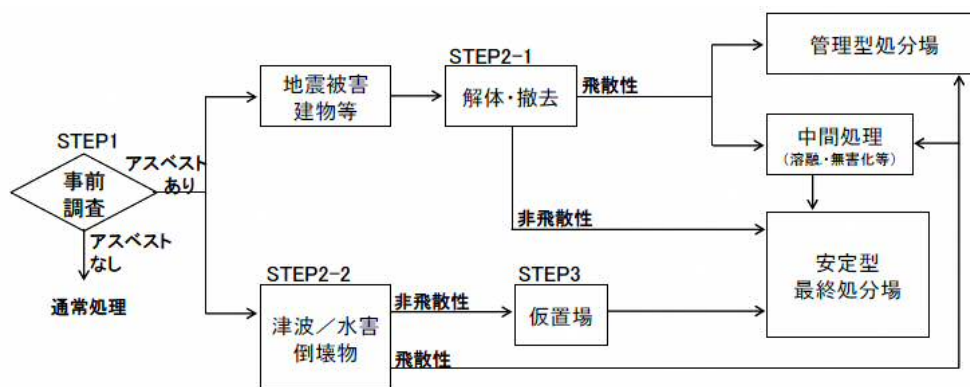 STEP1
事前
調査
アスベスト
あり
アスベスト
なし
通常処理
地震被害
建物等
STEP2-1
解体・撤去
飛散性
非飛散性
管理型処分場
中間処理
（溶融・無害化等）
安定型
最終処分場
STEP2-2
津波／水害
倒壊物
非飛散性
飛散性
STEP3
仮置場